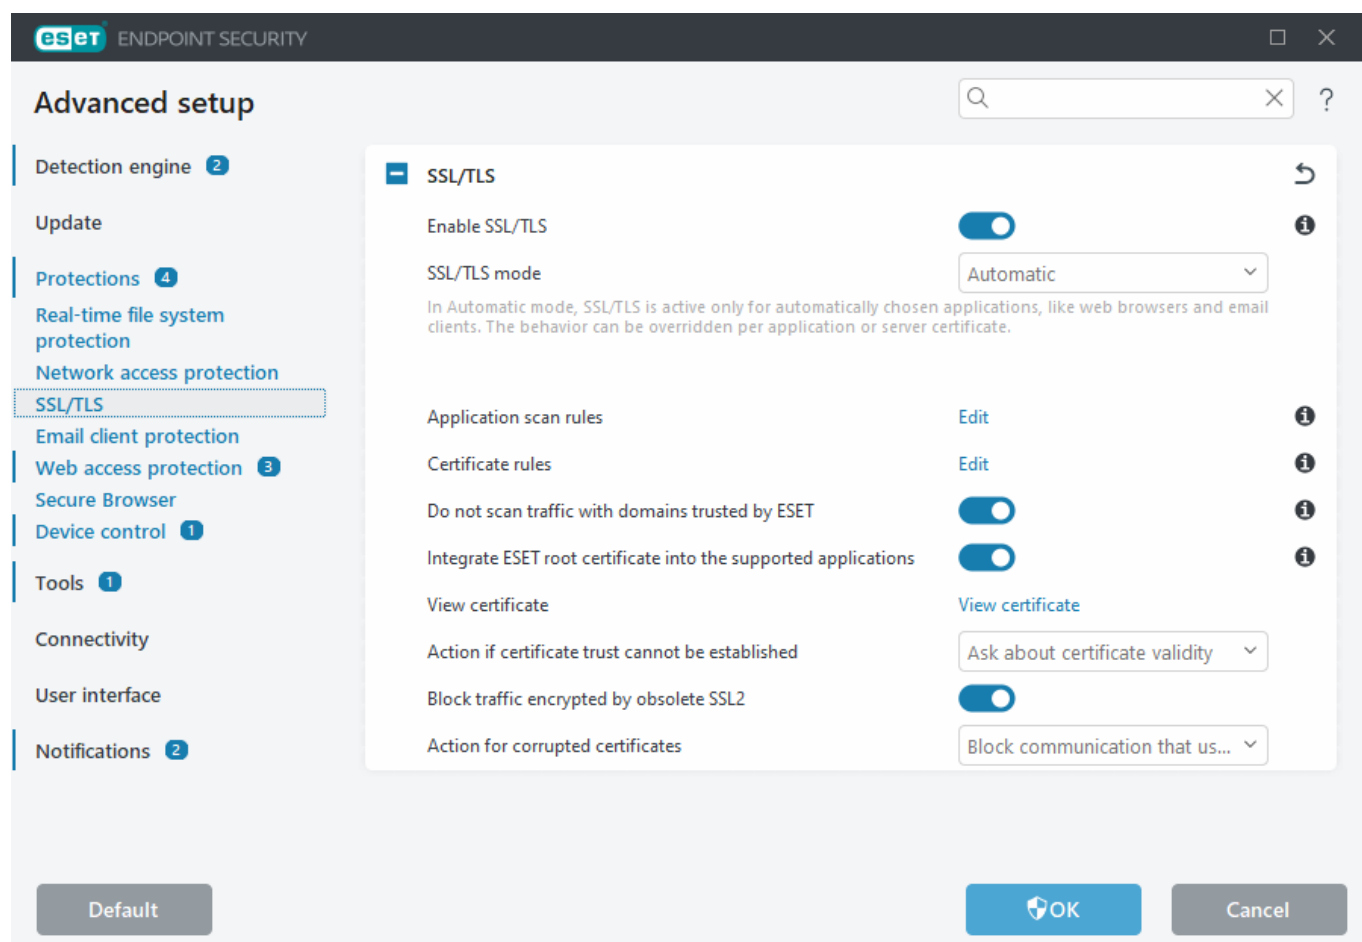 eset ENDPOINT SECURITY
Advanced setup
?
Detection engine 2
Update
Protections 4
Real-time file system
protection
Network access protection
SSL/TLS
Email client protection
Web access protection 3
Secure Browser
Device control 1
Tools 1
Connectivity
User interface
Notifications 2
SSL/TLS
Enable SSL/TLS
SSL/TLS mode Automatic
In Automatic mode, SSL/TLS is active only for automatically chosen applications, like web browsers and email
clients. The behavior can be overridden per application or server certificate.
Application scan rules Edit
Certificate rules Edit
Do not scan traffic with domains trusted by ESET
Integrate ESET root certificate into the supported applications
View certificate View certificate
Action if certificate trust cannot be established Ask about certificate validity
Block traffic encrypted by obsolete SSL2
Action for corrupted certificates Block communication that us...
Default OK Cancel